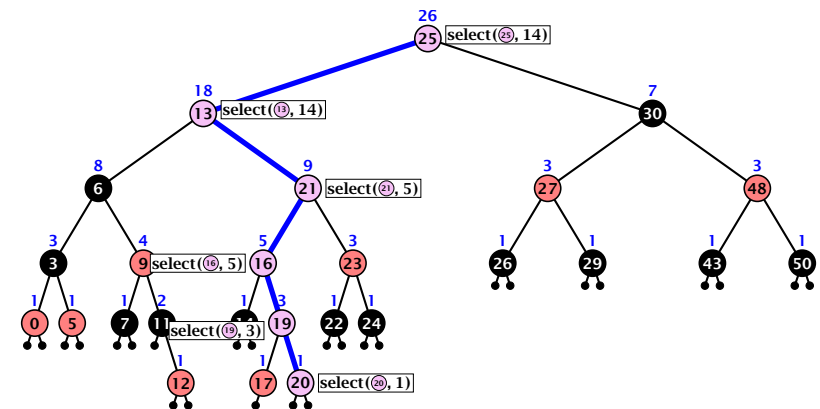 26
25 select(25, 14)
18 7
13 select(13, 14) 30
8 9 3 3
6 21 select(21, 5) 27 48
3 4 5 3 1 1 1 1
3 9 select(16, 5) 16 23 26 29 43 50
1 1 1 2 1 3 1 1
0 5 7 11 select(19, 3) 19 22 24
1 1 1
12 17 20 select(20, 1)